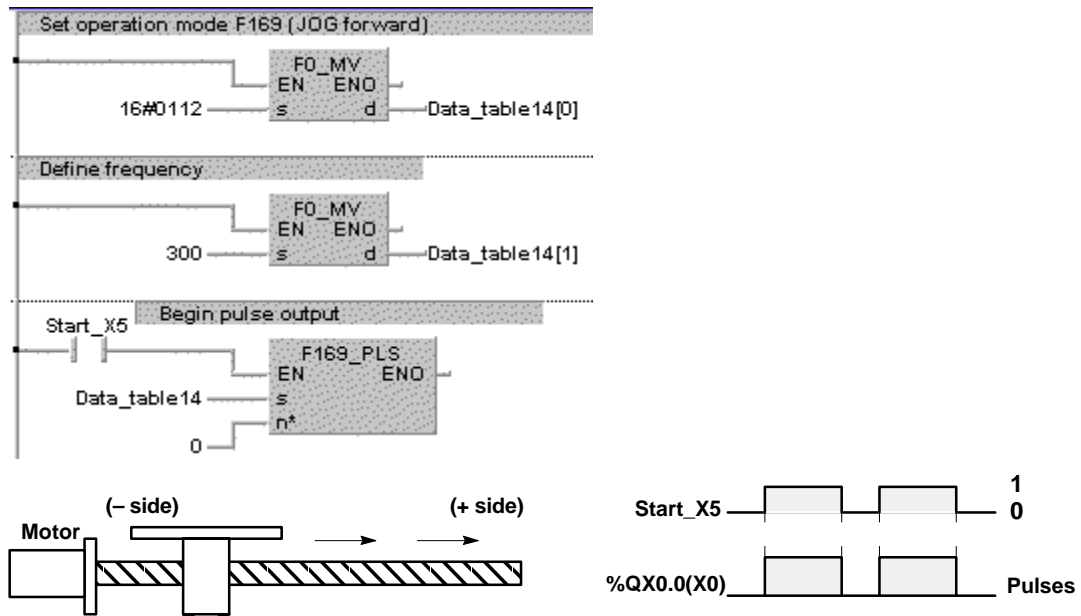 Set operation mode F169 (JOG forward)
F0_MV
EN ENO
16#0112 s d Data_table14[0]
Define frequency
F0_MV
EN ENO
300 s d Data_table14[1]
Begin pulse output
Start_X5
F169_PLS
EN ENO
Data_table14 s
n*
0
(– side) (+ side)
Motor
Start_X5 1
0
%QX0.0(X0) Pulses